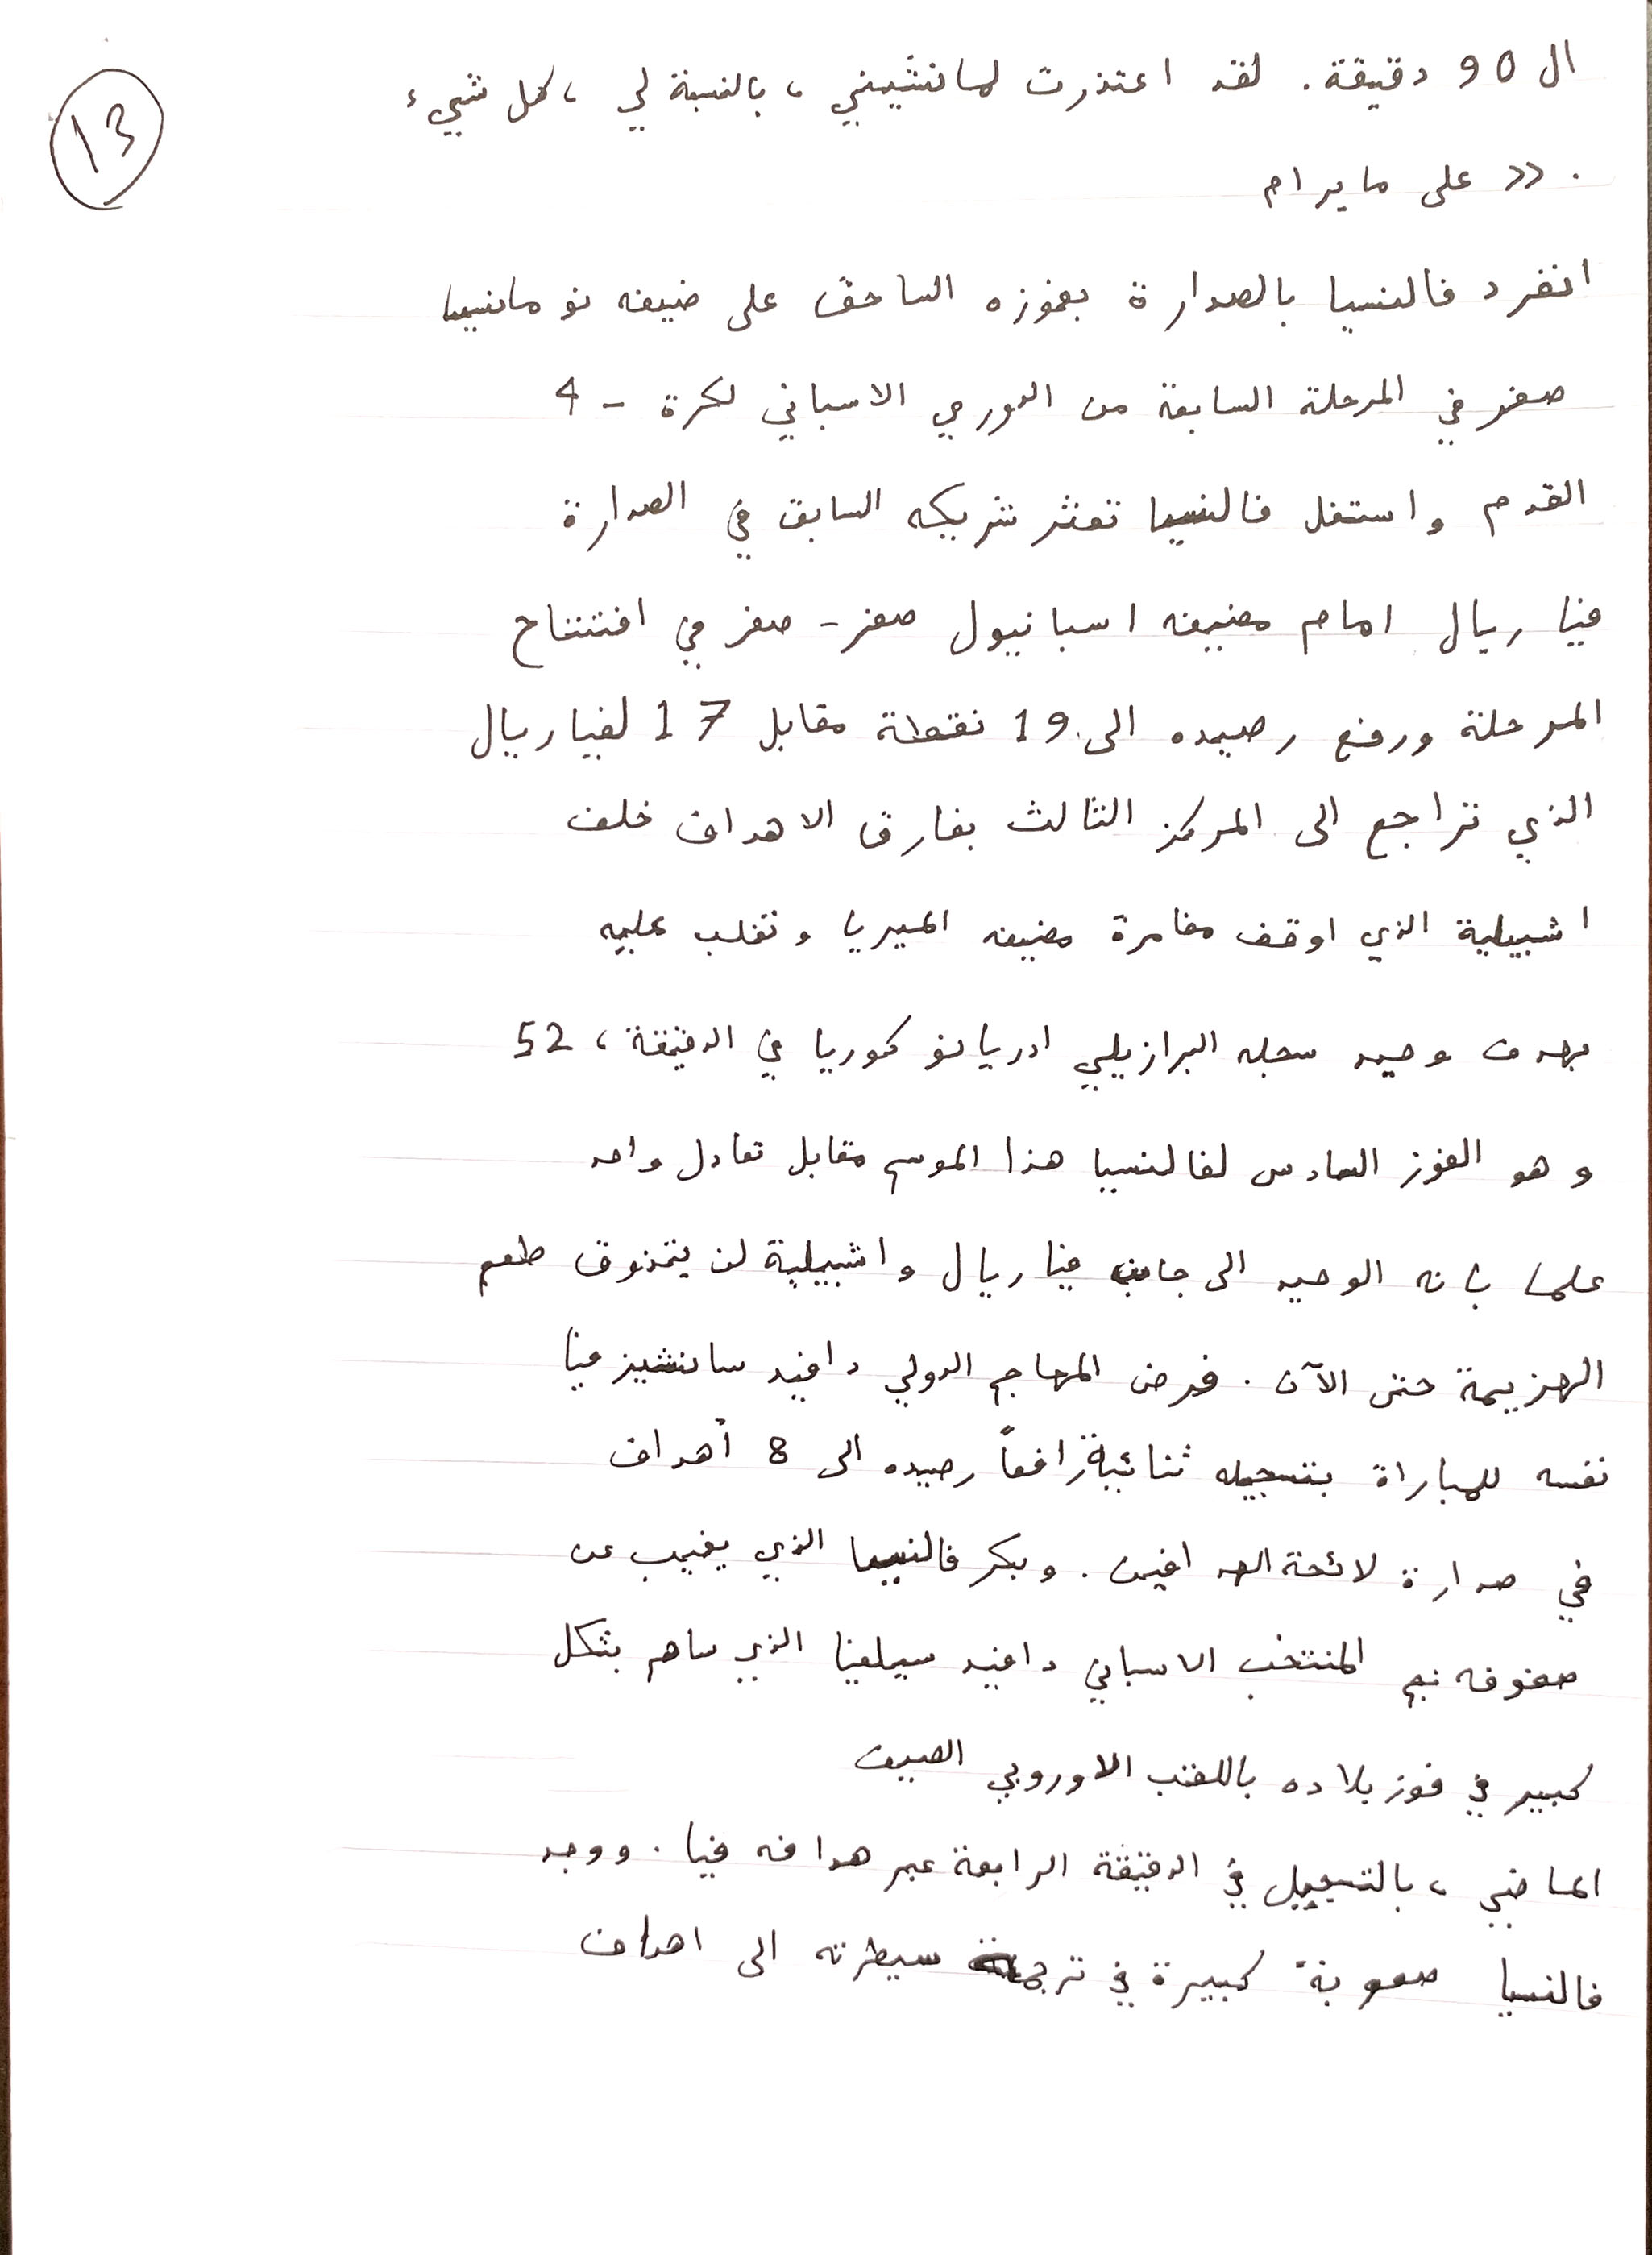 13
ال 90 دقيقة. لقد اعتذرت لمانشيني، بالنسبة لي، كل شيء
. >> على ما يرام
انفرد فالنسيا بالصدارة بفوزه الساحق على ضيفه نومانسيا
صفر في المرحلة السابعة من الدوري الاسباني لكرة - 4
القدم واستغل فالنسيا تعثر شريكه السابق في الصدارة
فيا ريال امام مضيفه اسبانيول صفر - صفر في افتتاح
المرحلة ورفع رصيده الى 19 نقطة مقابل 17 لفيا ريال
الذي تراجع الى المركز الثالث بفارق الاهداف خلف
اشبيلية الذي اوقف مغامرة مضيفه الميريا وتغلب عليه
بهدف وحيد سجله البرازيلي ادريانو كوريا في الدقيقة، 52
وهو الفوز السادس لفالنسيا هذا الموسم مقابل تعادل واحد
علما بانه الوحيد الى جانب فيا ريال واشبيلية لن يتذوق طعم
الهزيمة حتى الآن. فرض المهاجم الدولي دافيد سانشيز فيا
نفسه للمباراة بتسجيله ثنائية رافعاً رصيده الى 8 أهداف
في صدارة لائحة الهدافين. وبكر فالنسيا الذي يغيب عن
صفوفه نجم المنتخب الاسباني دافيد سيلفا الذي ساهم بشكل
كبير في فوز بلاده باللقب الاوروبي الصيف
الماضي، بالتسجيل في الدقيقة الرابعة عبر هدافه فيا. ووجد
فالنسيا صعوبة كبيرة في ترجمة سيطرته الى اهداف